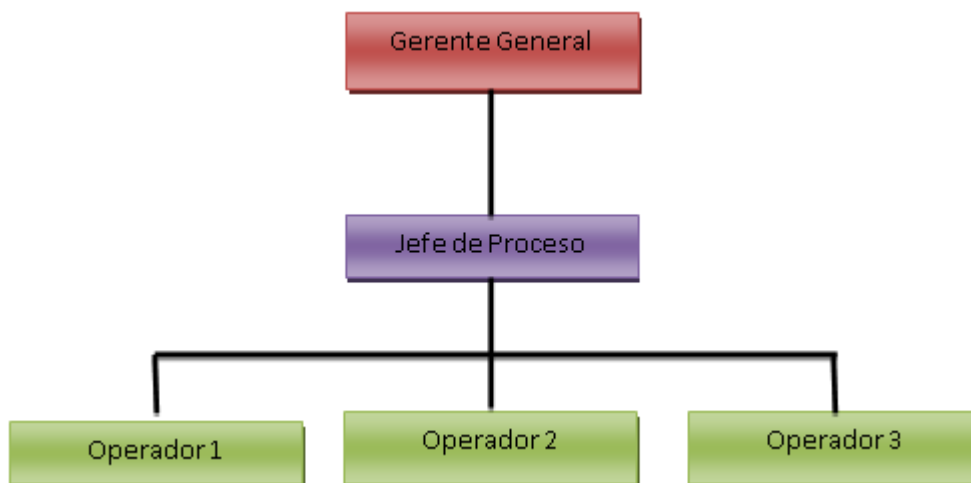 Gerente General
Jefe de Proceso
Operador 1
Operador 2
Operador 3